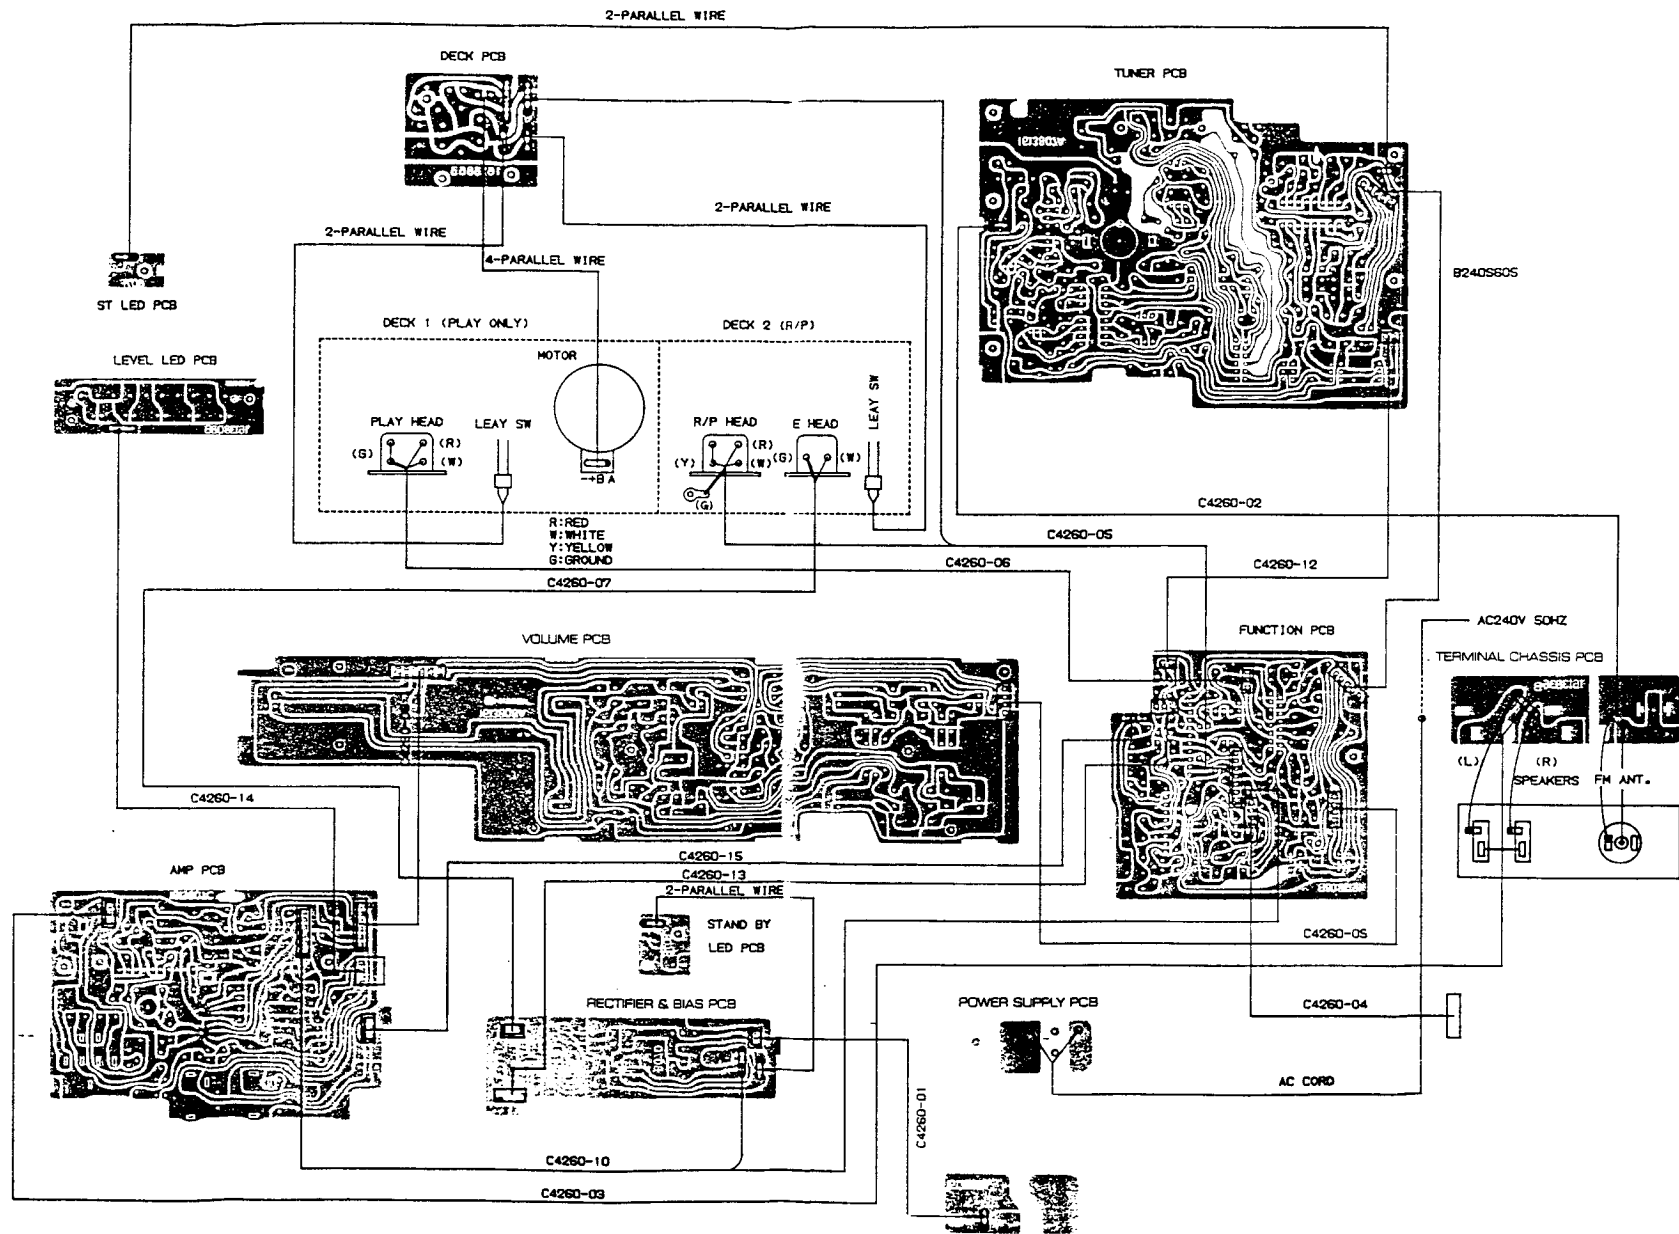 2-PARALLEL WIRE
DECK PCB
TUNER PCB
2-PARALLEL WIRE
2-PARALLEL WIRE
4-PARALLEL WIRE
B240S605
ST LED PCB
DECK 1 (PLAY ONLY)
DECK 2 (R/P)
LEVEL LED PCB
MOTOR
LEAY SW
PLAY HEAD
LEAY SW
R/P HEAD
E HEAD
(G)
(R)
(W)
(Y)
(R)
(W)
(G)
(W)
(G)
→B A
C4260-02
R:RED
W:WHITE
Y:YELLOW
G:GROUND
C4260-05
C4260-06
C4260-12
C4260-07
AC240V 50HZ
VOLUME PCB
FUNCTION PCB
TERMINAL CHASSIS PCB
(L)
(R)
SPEAKERS
FM ANT.
C4260-14
C4260-15
AMP PCB
C4260-13
2-PARALLEL WIRE
STAND BY
LED PCB
C4260-05
RECTIFIER & BIAS PCB
POWER SUPPLY PCB
C4260-04
AC CORD
C4260-01
C4260-10
C4260-03